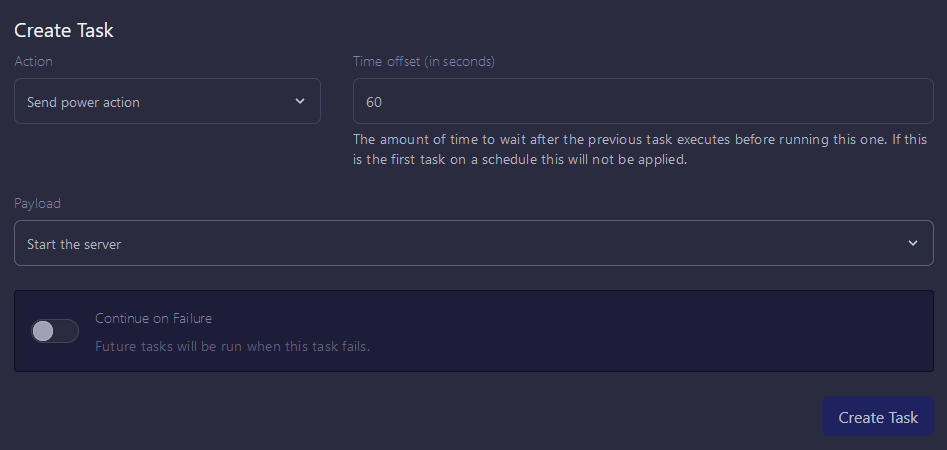 Create Task
Action
Time offset (in seconds)
Send power action
60
The amount of time to wait after the previous task executes before running this one. If this
is the first task on a schedule this will not be applied.
Payload
Start the server
Continue on Failure
Future tasks will be run when this task fails.
Create Task